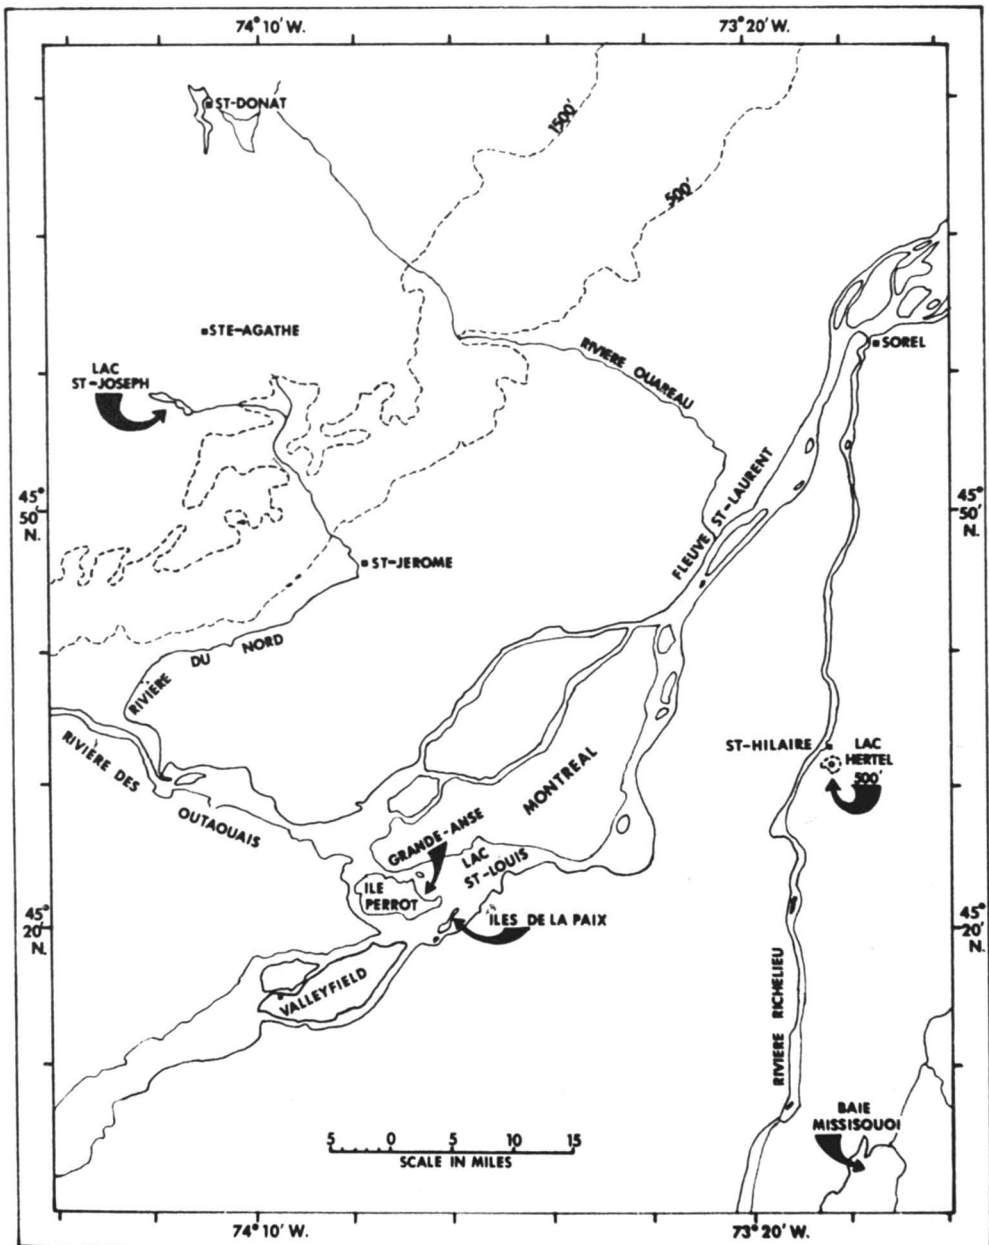 74°10'W.
73°20'W.
ST-DONAT
1500'
500'
STE-AGATHE
SOREL
LAC
ST-JOSEPH
RIVIERE OUAREAU
45°
50'
N.
FLEUVE ST-LAURENT
45°
50'
N.
ST-JEROME
RIVIERE DU NORD
ST-HILAIRE
LAC
HERTEL
500'
RIVIERE DES
OUTAOUAIS
MONTREAL
GRANDE-ANSE
LAC
ST-LOUIS
ILE
PERROT
ILES DE LA PAIX
45°
20'
N.
45°
20'
N.
VALLEYFIELD
RIVIERE RICHELIEU
BAIE
MISSISQUOI
5 0 5 10 15
SCALE IN MILES
74°10'W.
73°20'W.